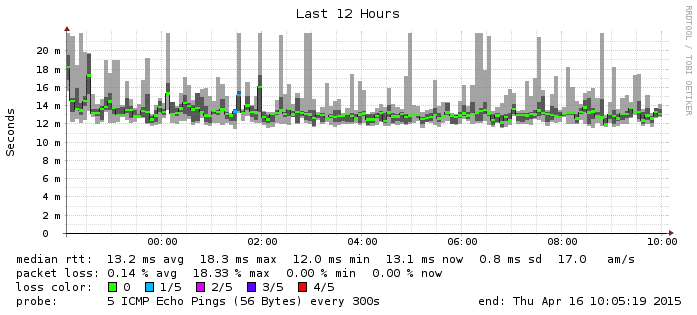 Last 12 Hours
RRDTOOL / TOBI OETIKER
Seconds
20 m
18 m
16 m
14 m
12 m
10 m
8 m
6 m
4 m
2 m
0
00:00 02:00 04:00 06:00 08:00 10:00
median rtt: 13.2 ms avg 18.3 ms max 12.0 ms min 13.1 ms now 0.8 ms sd 17.0 am/s
packet loss: 0.14 % avg 18.33 % max 0.00 % min 0.00 % now
loss color: 0 1/5 2/5 3/5 4/5
probe: 5 ICMP Echo Pings (56 Bytes) every 300s end: Thu Apr 16 10:05:19 2015